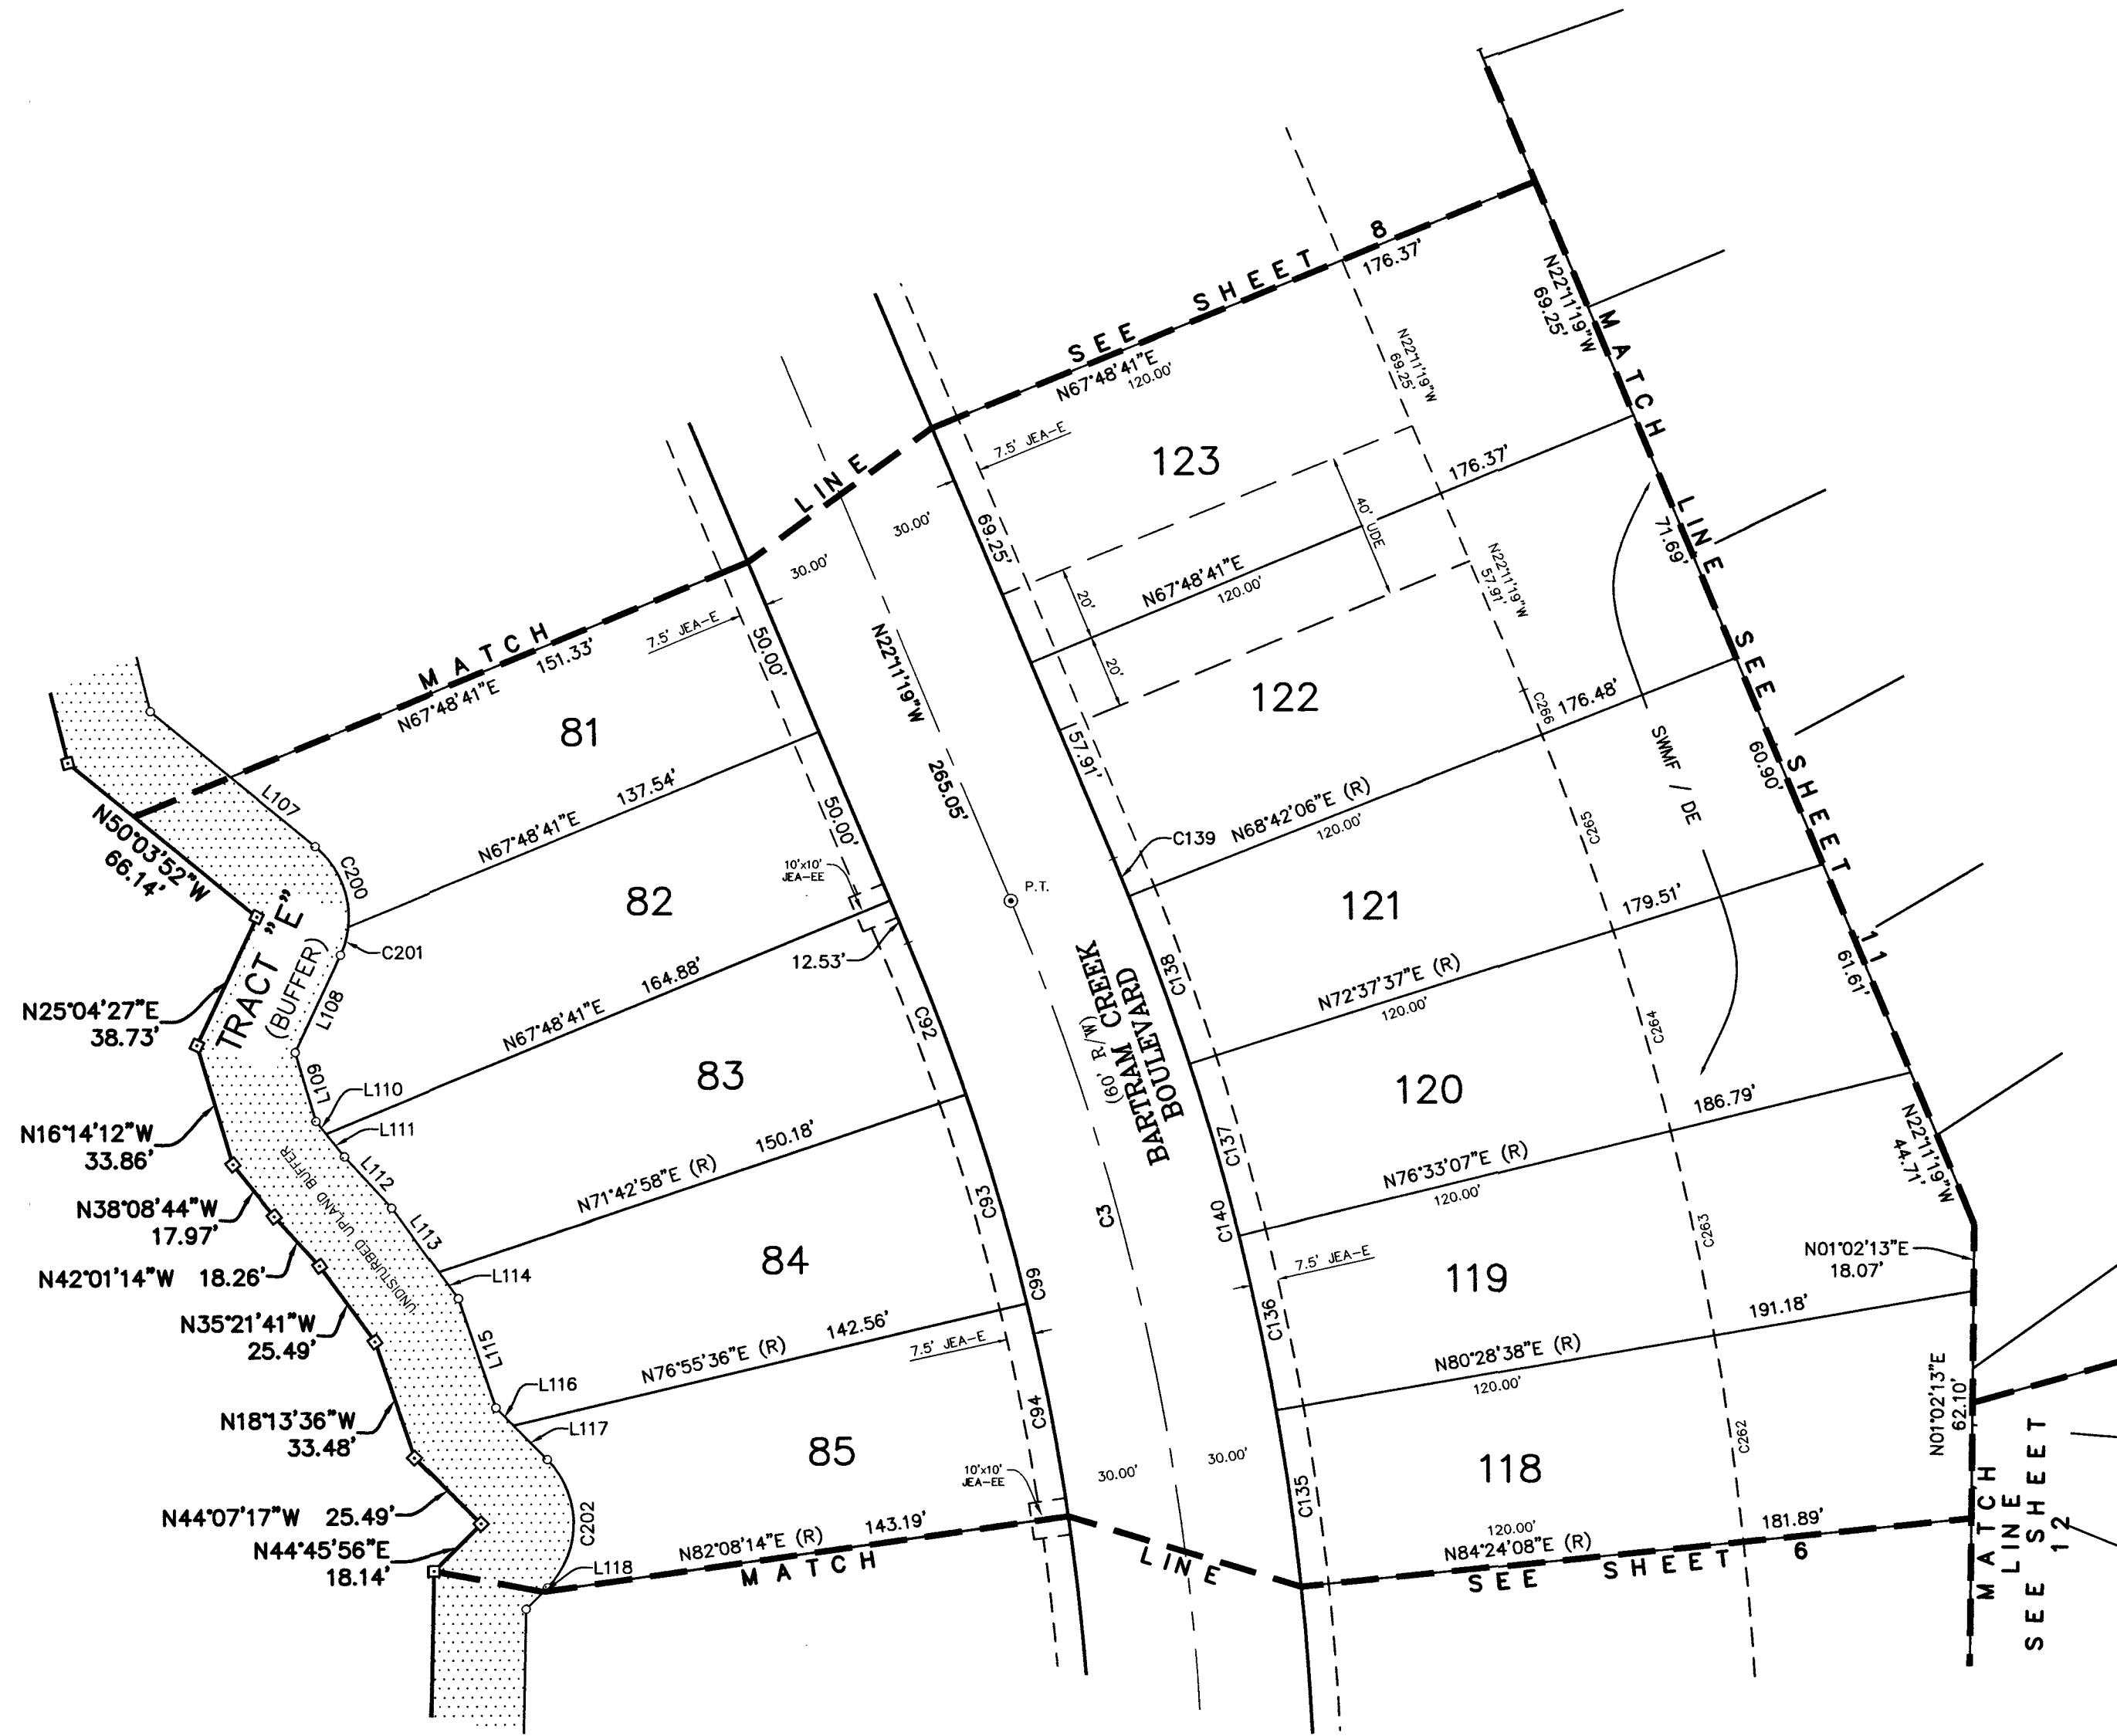 SEE SHEET 8
176.37'
N67°48'41"E
120.00'
N22°11'19"W
69.25'
N22°11'19"W
69.25'
MATCH LINE SEE SHEET 11
7.5' JEA-E
123
LINE
30.00'
30.00'
69.25'
40' UDE
176.37'
N67°48'41"E
120.00'
20'
20'
N22°11'19"W
57.91'
71.69'
MATCH
151.33'
N67°48'41"E
7.5' JEA-E
50.00'
N22°11'19"W
265.05'
81
122
57.91'
C266
176.48'
SWMF / DE
60.90'
L107
137.54'
N67°48'41"E
50.00'
C139
N68°42'06"E (R)
120.00'
C265
N50°03'52"W
66.14'
C200
82
10'x10'
JEA-EE
P.T.
121
179.51'
TRACT "E"
(BUFFER)
C201
12.53'
164.88'
N67°48'41"E
C92
BARTRAM CREEK
BOULEVARD
(60' R/W)
C138
N72°37'37"E (R)
120.00'
C264
61.61'
N25°04'27"E
38.73'
L108
L109
L110
L111
83
120
186.79'
N22°11'19"W
44.71'
N16°14'12"W
33.86'
L112
UNDISTURBED UPLAND BUFFER
150.18'
N71°42'58"E (R)
C93
C3
C137
C140
N76°33'07"E (R)
120.00'
C263
N38°08'44"W
17.97'
L113
N42°01'14"W 18.26'
L114
84
C99
7.5' JEA-E
119
N01°02'13"E
18.07'
N35°21'41"W
25.49'
L115
142.56'
N76°55'36"E (R)
7.5' JEA-E
C136
191.18'
N80°28'38"E (R)
120.00'
N01°02'13"E
62.10'
L116
N18°13'36"W
33.48'
L117
C94
85
10'x10'
JEA-EE
30.00'
30.00'
C135
118
C262
N44°07'17"W 25.49'
C202
143.19'
N82°08'14"E (R)
MATCH
LINE
120.00'
181.89'
N84°24'08"E (R)
SEE SHEET 6
N44°45'56"E
18.14'
L118
MATCH
LINE
SEE SHEET
12